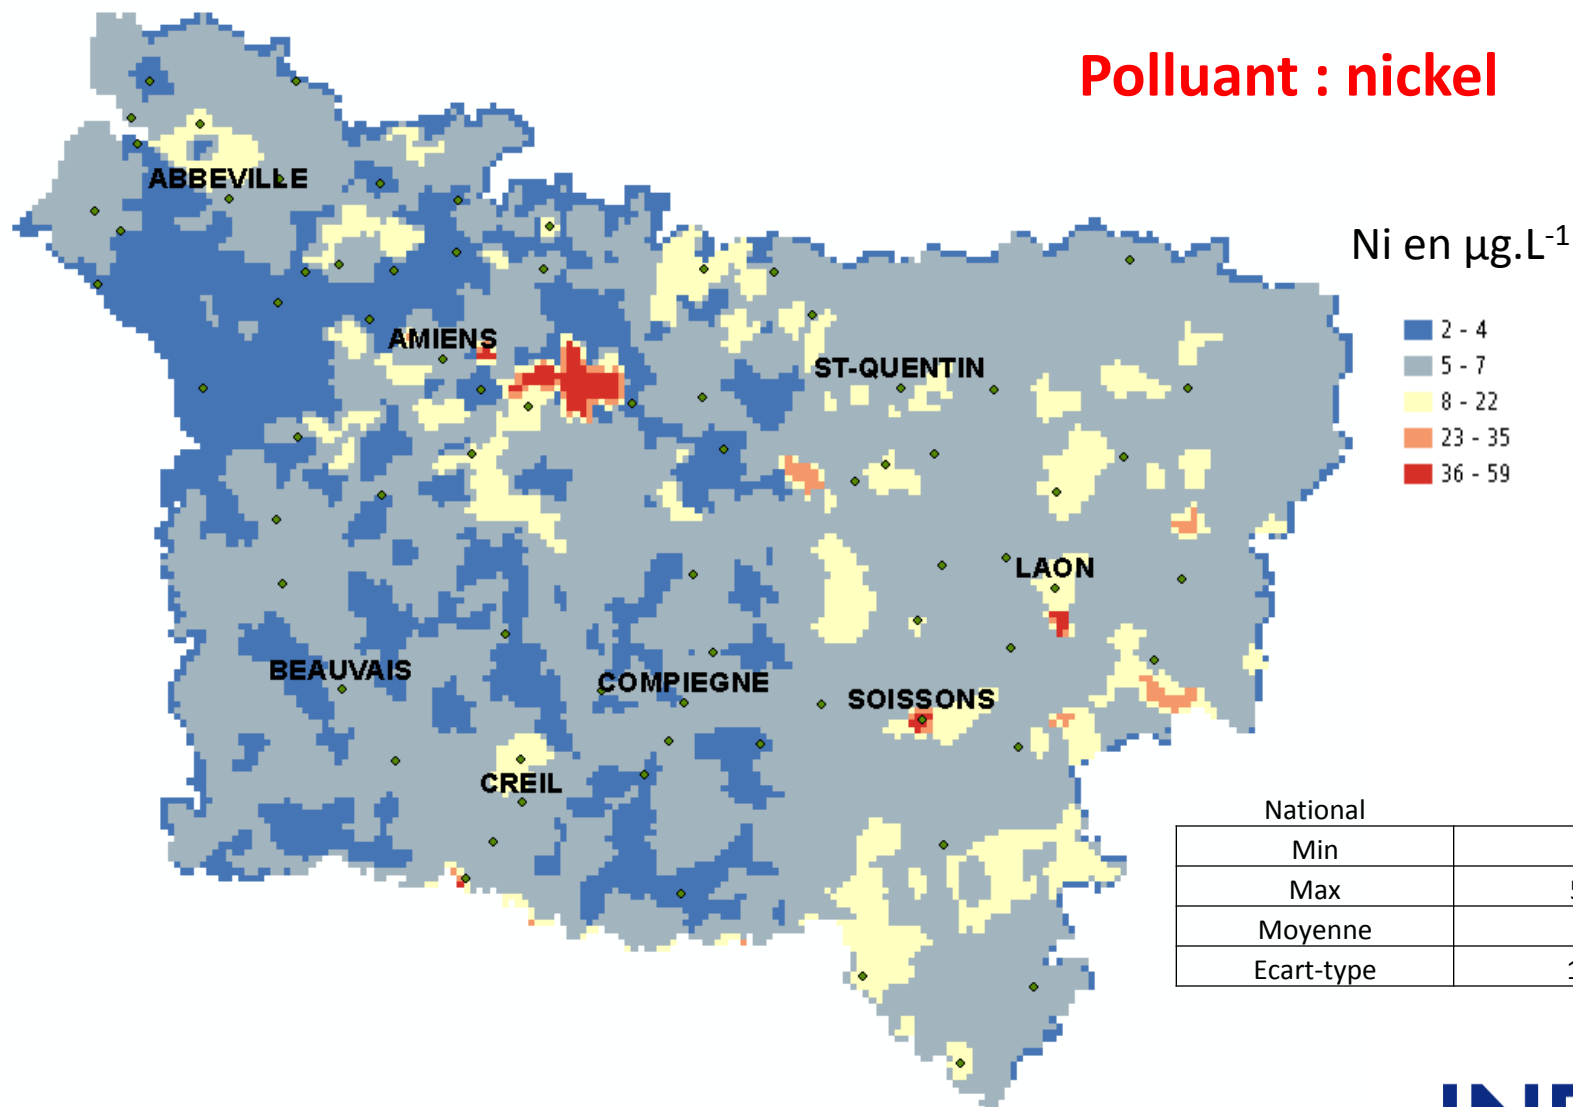 Polluant : nickel
ABBEVILLE
Ni en µg.L-1
2 - 4
5 - 7
8 - 22
23 - 35
36 - 59
AMIENS
ST-QUENTIN
LAON
BEAUVAIS
COMPIEGNE
SOISSONS
CREIL
National
Min
Max
Moyenne
Ecart-type